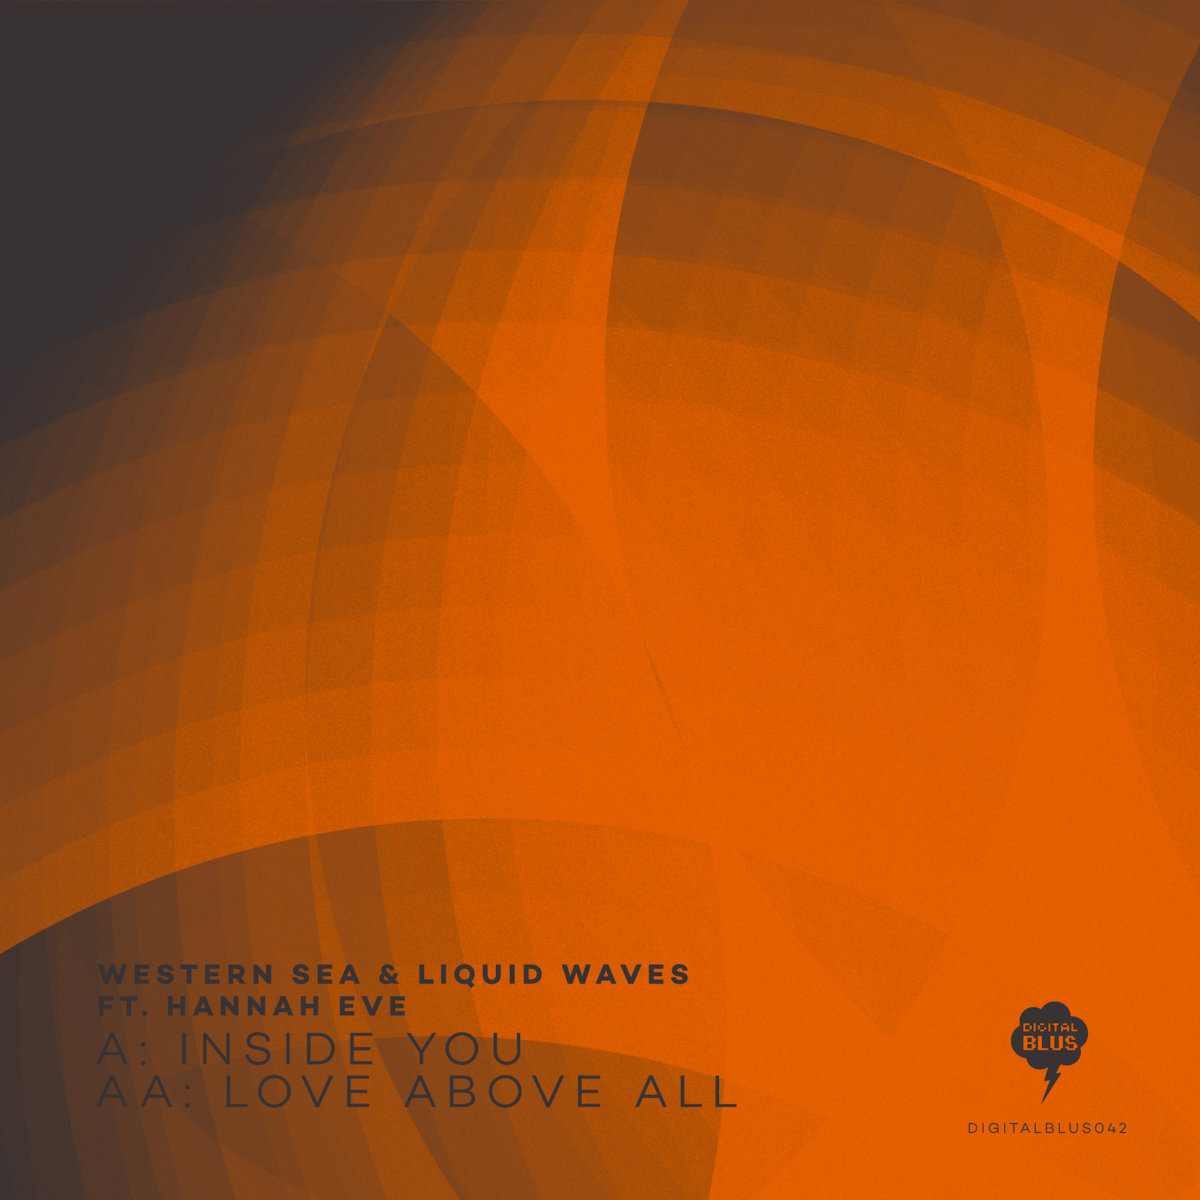 WESTERN SEA & LIQUID WAVES
FT. HANNAH EVE
A: INSIDE YOU
AA: LOVE ABOVE ALL
DIGITAL
BLUS
DIGITALBLUS042